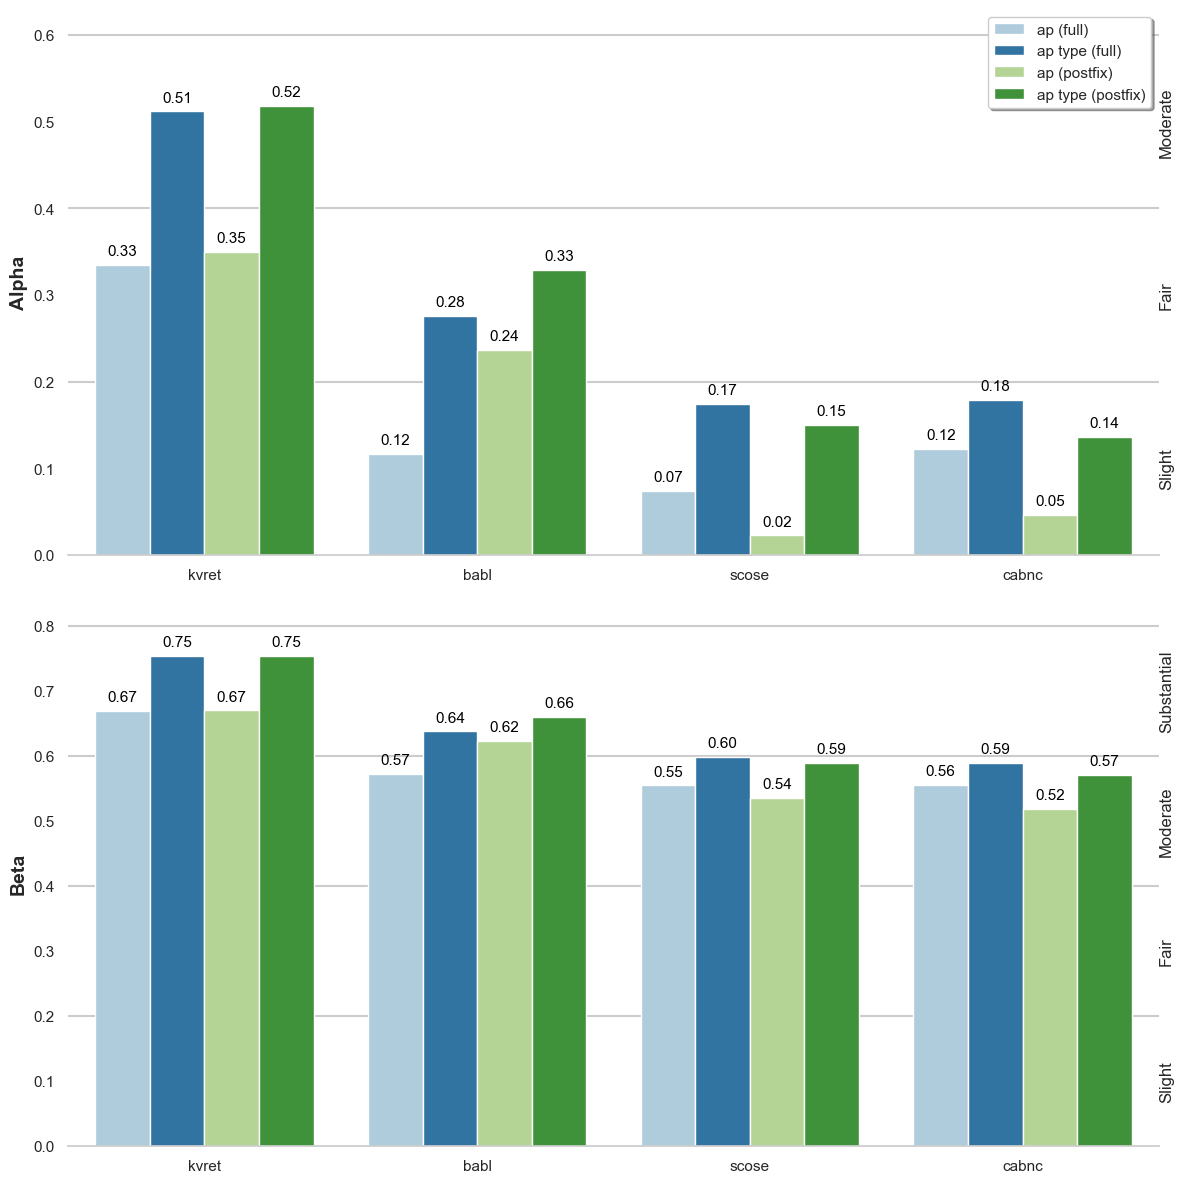 0.6
0.5
0.4
0.3
0.2
0.1
0.0
Alpha
ap (full)
ap type (full)
ap (postfix)
ap type (postfix)
Moderate
Fair
Slight
0.33
0.51
0.35
0.52
0.12
0.28
0.24
0.33
0.07
0.17
0.02
0.15
0.12
0.18
0.05
0.14
kvret
babl
scose
cabnc
0.8
0.7
0.6
0.5
0.4
0.3
0.2
0.1
0.0
Beta
Substantial
Moderate
Fair
Slight
0.67
0.75
0.67
0.75
0.57
0.64
0.62
0.66
0.55
0.60
0.54
0.59
0.56
0.59
0.52
0.57
kvret
babl
scose
cabnc